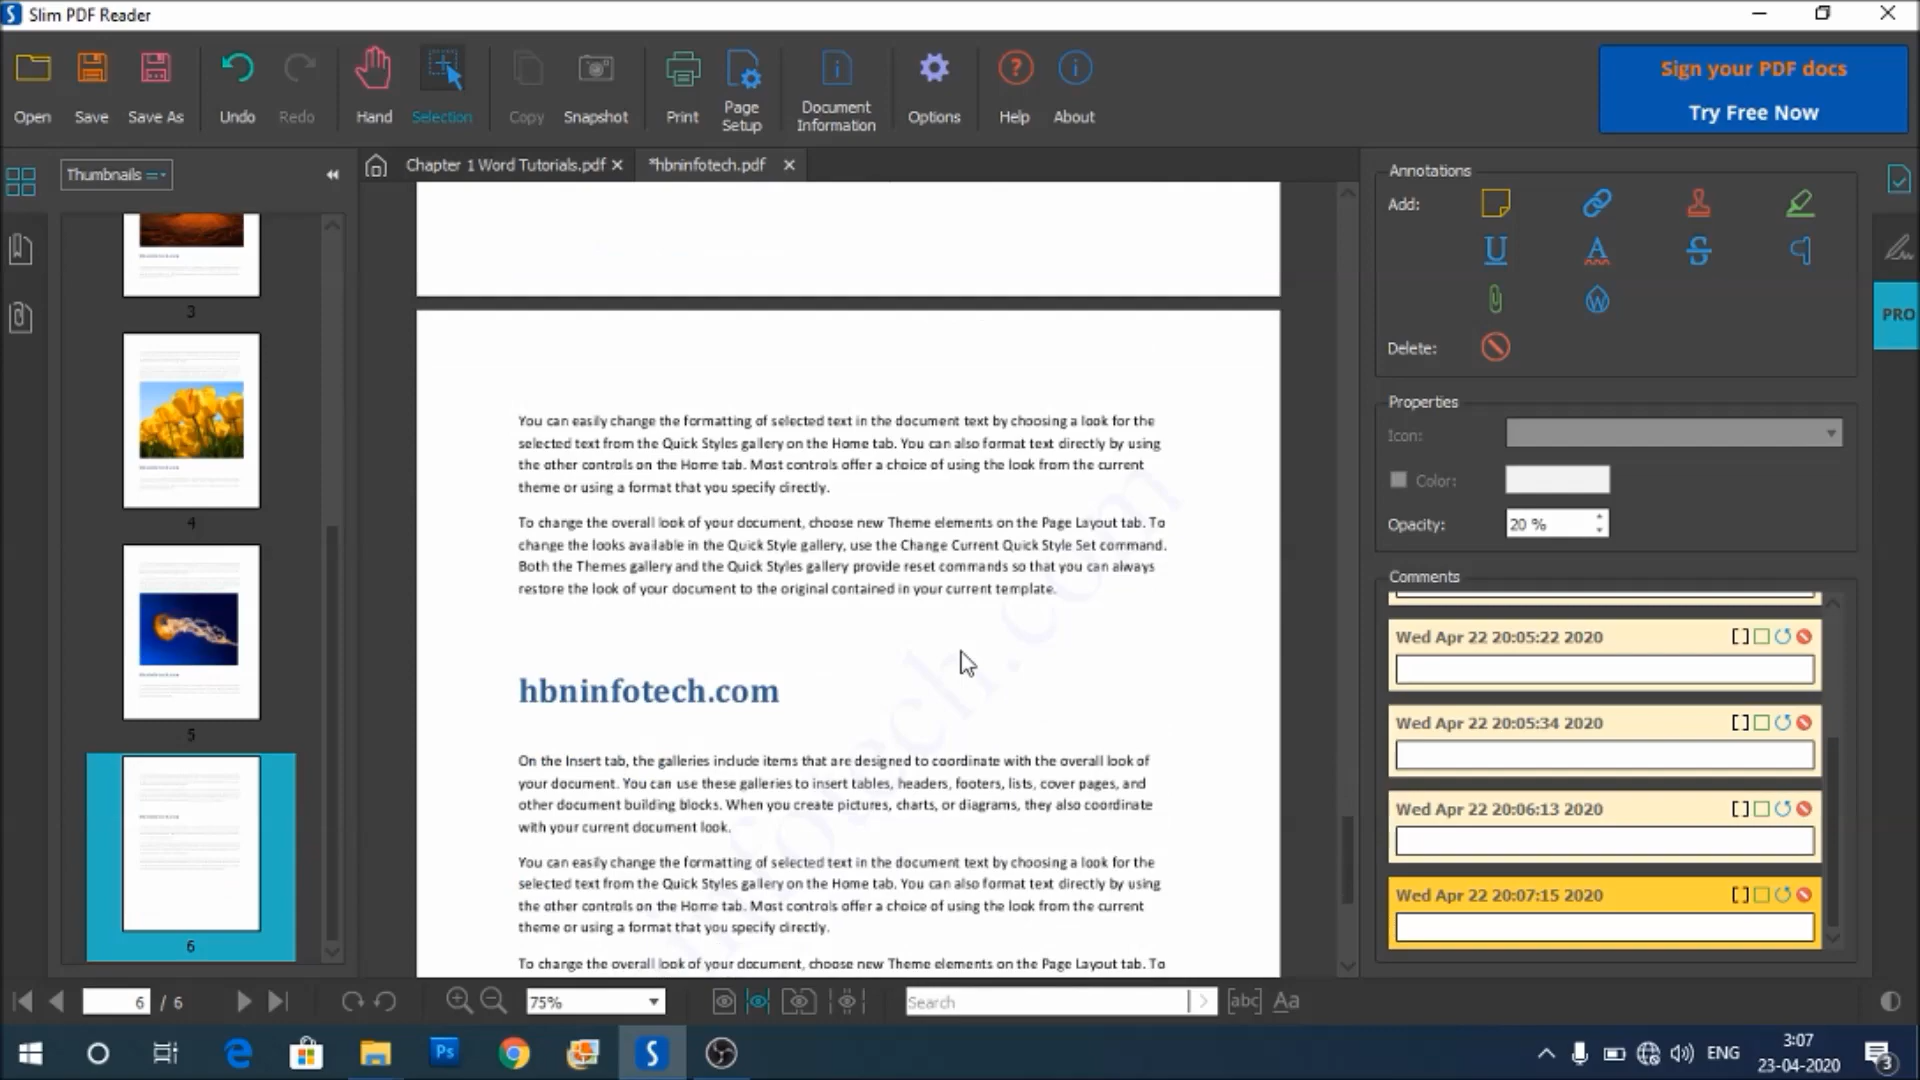 Slim PDF Reader
Open
Save
Save As
Undo
Redo
Hand
Selection
Copy
Snapshot
Print
Page Setup
Document Information
Options
Help
About
Sign your PDF docs
Try Free Now
Thumbnails
Chapter 1 Word Tutorials.pdf
*hbninfotech.pdf
3
4
5
6
You can easily change the formatting of selected text in the document text by choosing a look for the
selected text from the Quick Styles gallery on the Home tab. You can also format text directly by using
the other controls on the Home tab. Most controls offer a choice of using the look from the current
theme or using a format that you specify directly.
To change the overall look of your document, choose new Theme elements on the Page Layout tab. To
change the looks available in the Quick Style gallery, use the Change Current Quick Style Set command.
Both the Themes gallery and the Quick Styles gallery provide reset commands so that you can always
restore the look of your document to the original contained in your current template.
hbninfotech.com
On the Insert tab, the galleries include items that are designed to coordinate with the overall look of
your document. You can use these galleries to insert tables, headers, footers, lists, cover pages, and
other document building blocks. When you create pictures, charts, or diagrams, they also coordinate
with your current document look.
You can easily change the formatting of selected text in the document text by choosing a look for the
selected text from the Quick Styles gallery on the Home tab. You can also format text directly by using
the other controls on the Home tab. Most controls offer a choice of using the look from the current
theme or using a format that you specify directly.
To change the overall look of your document, choose new Theme elements on the Page Layout tab. To
infotech.com
Annotations
Add:
Delete:
Properties
Icon:
Color:
Opacity: 20 %
Comments
Wed Apr 22 20:05:22 2020
Wed Apr 22 20:05:34 2020
Wed Apr 22 20:06:13 2020
Wed Apr 22 20:07:15 2020
PRO
6 / 6
75%
Search
[abc]
Aa
Ps
S
ENG
3:07
23-04-2020
3